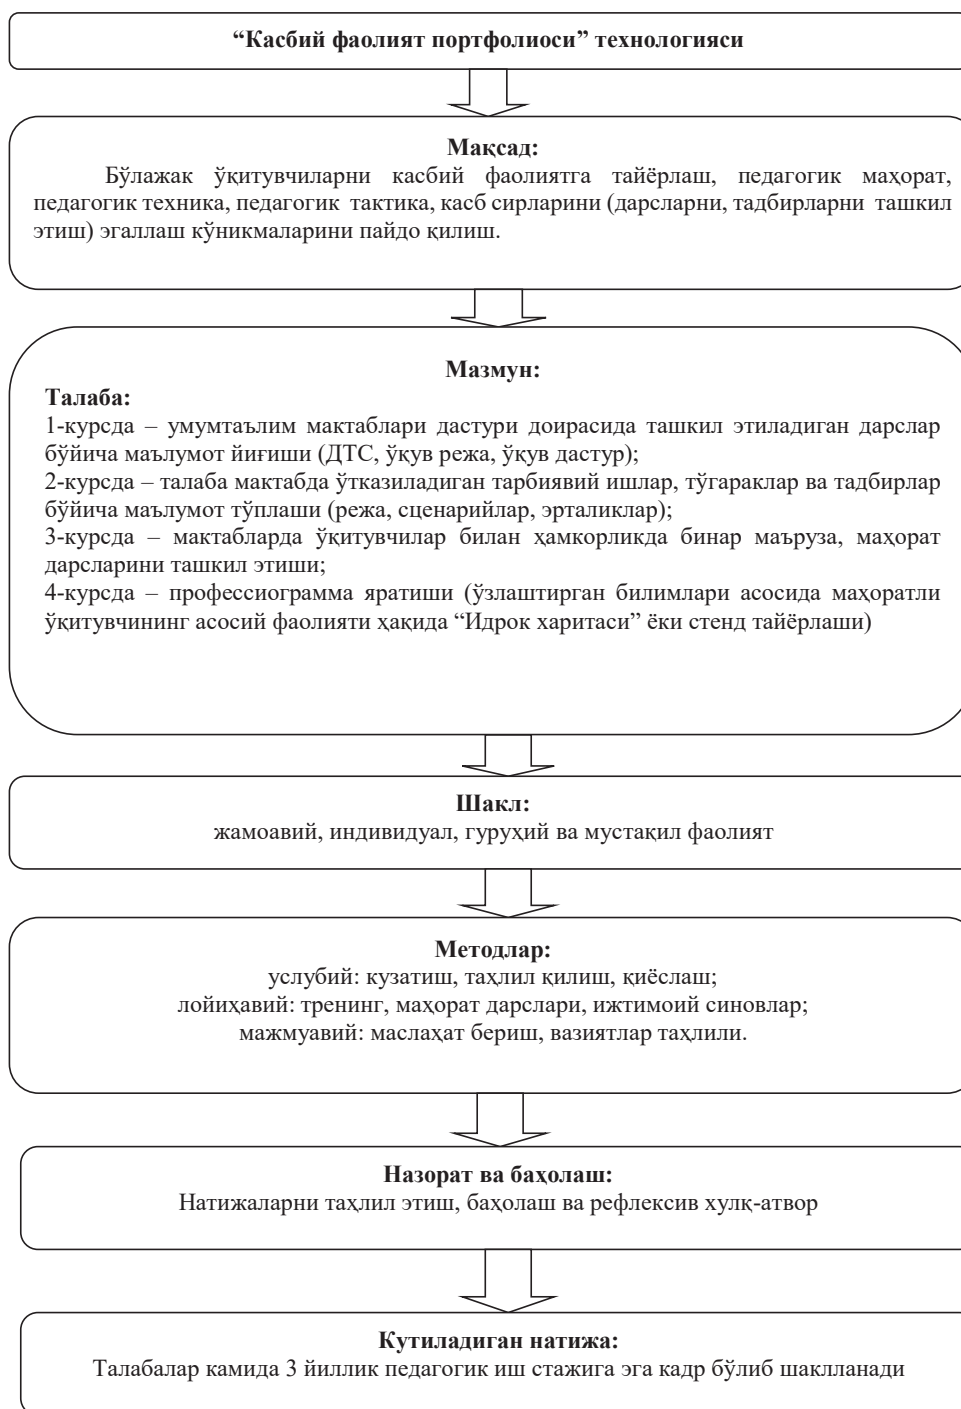 “Касбий фаолият портфолиоси” технологияси
Мақсад:
Бўлажак ўқитувчиларни касбий фаолиятга тайёрлаш, педагогик маҳорат,
педагогик техника, педагогик тактика, касб сирларини (дарсларни, тадбирларни ташкил
этиш) эгаллаш кўникмаларини пайдо қилиш.
Мазмун:
Талаба:
1-курсда – умумтаълим мактаблари дастури доирасида ташкил этиладиган дарслар
бўйича маълумот йиғиши (ДТС, ўқув режа, ўқув дастур);
2-курсда – талаба мактабда ўтказиладиган тарбиявий ишлар, тўгараклар ва тадбирлар
бўйича маълумот тўплаши (режа, сценарийлар, эрталиклар);
3-курсда – мактабларда ўқитувчилар билан ҳамкорликда бинар маъруза, маҳорат
дарсларини ташкил этиши;
4-курсда – профессиограмма яратиши (ўзлаштирган билимлари асосида маҳоратли
ўқитувчининг асосий фаолияти ҳақида “Идрок харитаси” ёки стенд тайёрлаши)
Шакл:
жамоавий, индивидуал, гуруҳий ва мустақил фаолият
Методлар:
услубий: кузатиш, таҳлил қилиш, қиёслаш;
лойиҳавий: тренинг, маҳорат дарслари, ижтимоий синовлар;
мажмуавий: маслаҳат бериш, вазиятлар таҳлили.
Назорат ва баҳолаш:
Натижаларни таҳлил этиш, баҳолаш ва рефлексив хулқ-атвор
Кутиладиган натижа:
Талабалар камида 3 йиллик педагогик иш стажига эга кадр бўлиб шаклланади